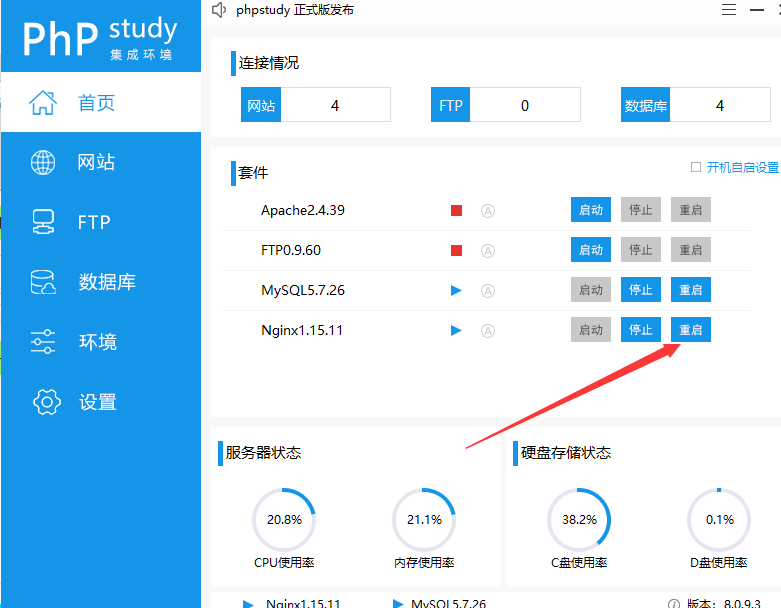 PhP study
集成环境
phpstudy 正式版发布
首页
网站
FTP
数据库
环境
设置
连接情况
网站 4
FTP 0
数据库 4
套件
开机自启设置
Apache2.4.39 A 启动 停止 重启
FTP0.9.60 A 启动 停止 重启
MySQL5.7.26 A 启动 停止 重启
Nginx1.15.11 A 启动 停止 重启
服务器状态
硬盘存储状态
20.8%
21.1%
38.2%
0.1%
CPU使用率
内存使用率
C盘使用率
D盘使用率
Nginx1.15.11
MySQL5.7.26
版本：8.0.9.3